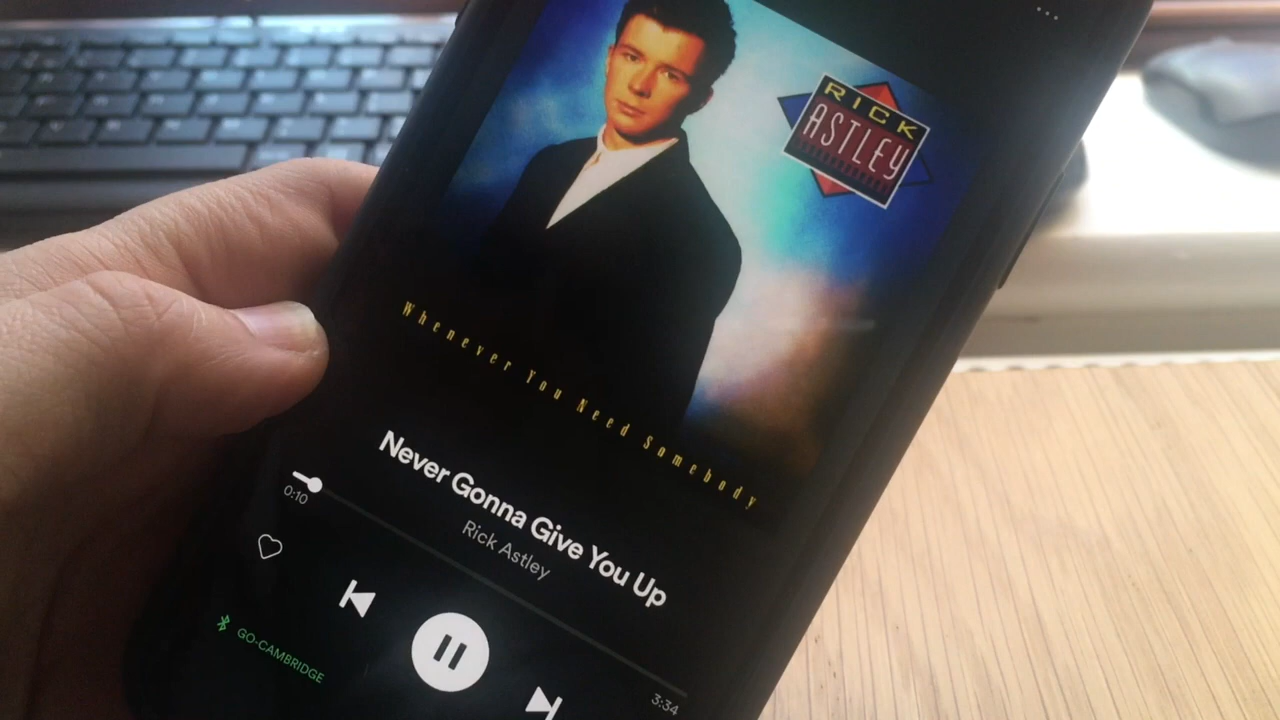 RICK
ASTLEY
Whenever You Need Somebody
Never Gonna Give You Up
Rick Astley
0:10
3:34
GO-CAMBRIDGE